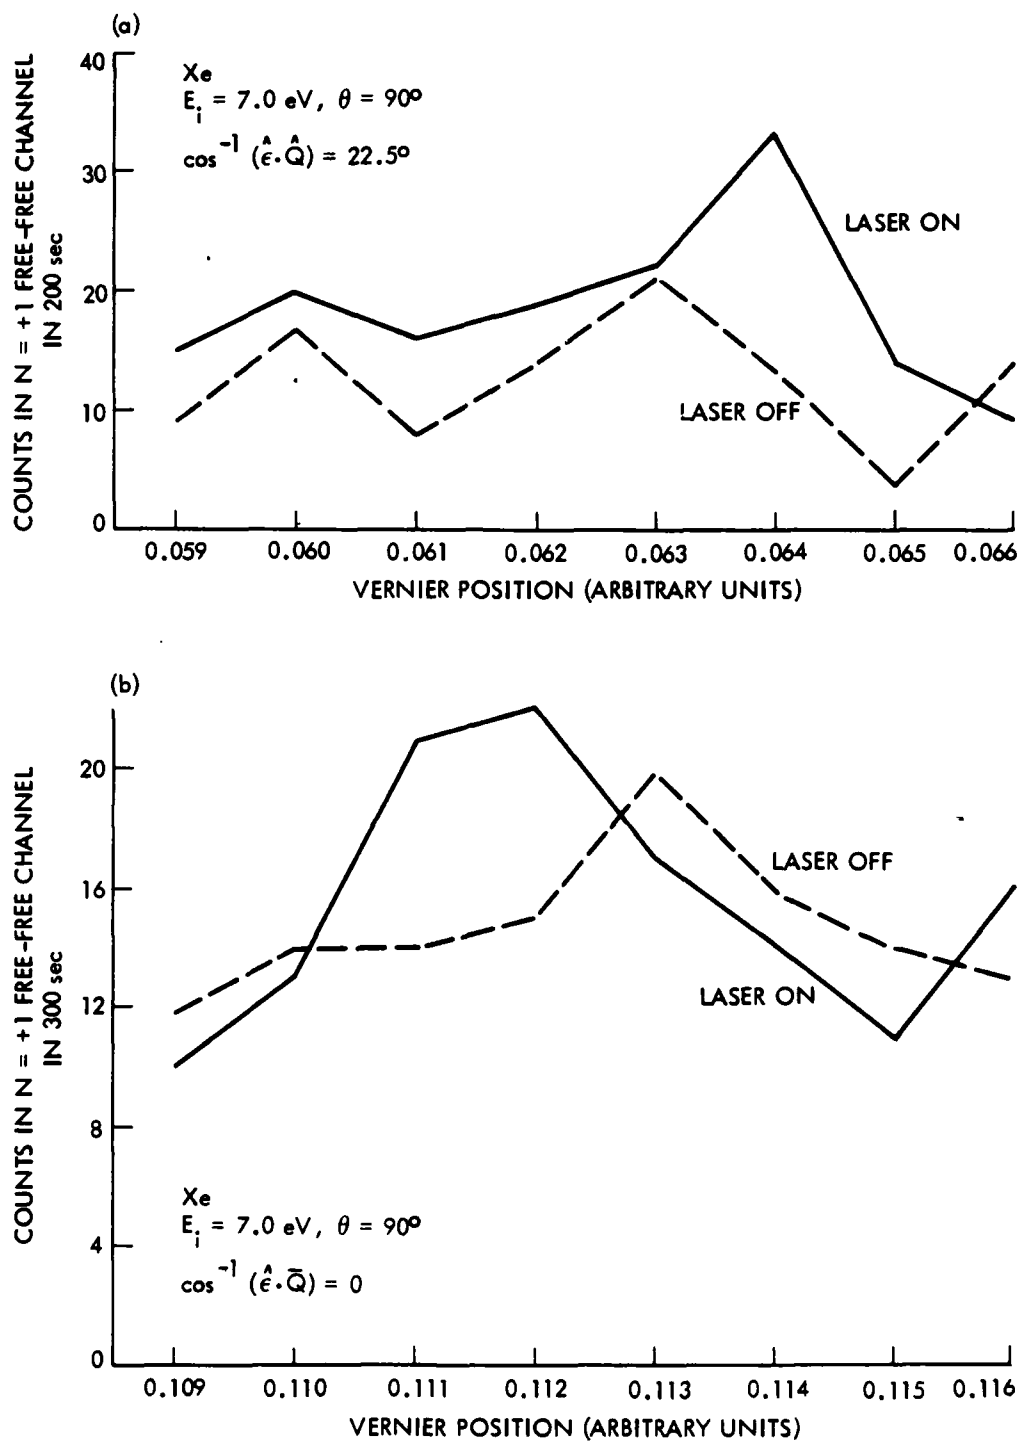 (a)
COUNTS IN N = +1 FREE-FREE CHANNEL
IN 200 sec
40
30
20
10
0
Xe
E_i = 7.0 eV, θ = 90°
cos^-1 (ε̂·Q̂) = 22.5°
LASER ON
LASER OFF
0.059 0.060 0.061 0.062 0.063 0.064 0.065 0.066
VERNIER POSITION (ARBITRARY UNITS)
(b)
COUNTS IN N = +1 FREE-FREE CHANNEL
IN 300 sec
20
16
12
8
4
0
LASER OFF
LASER ON
Xe
E_i = 7.0 eV, θ = 90°
cos^-1 (ε̂·Q̄) = 0
0.109 0.110 0.111 0.112 0.113 0.114 0.115 0.116
VERNIER POSITION (ARBITRARY UNITS)